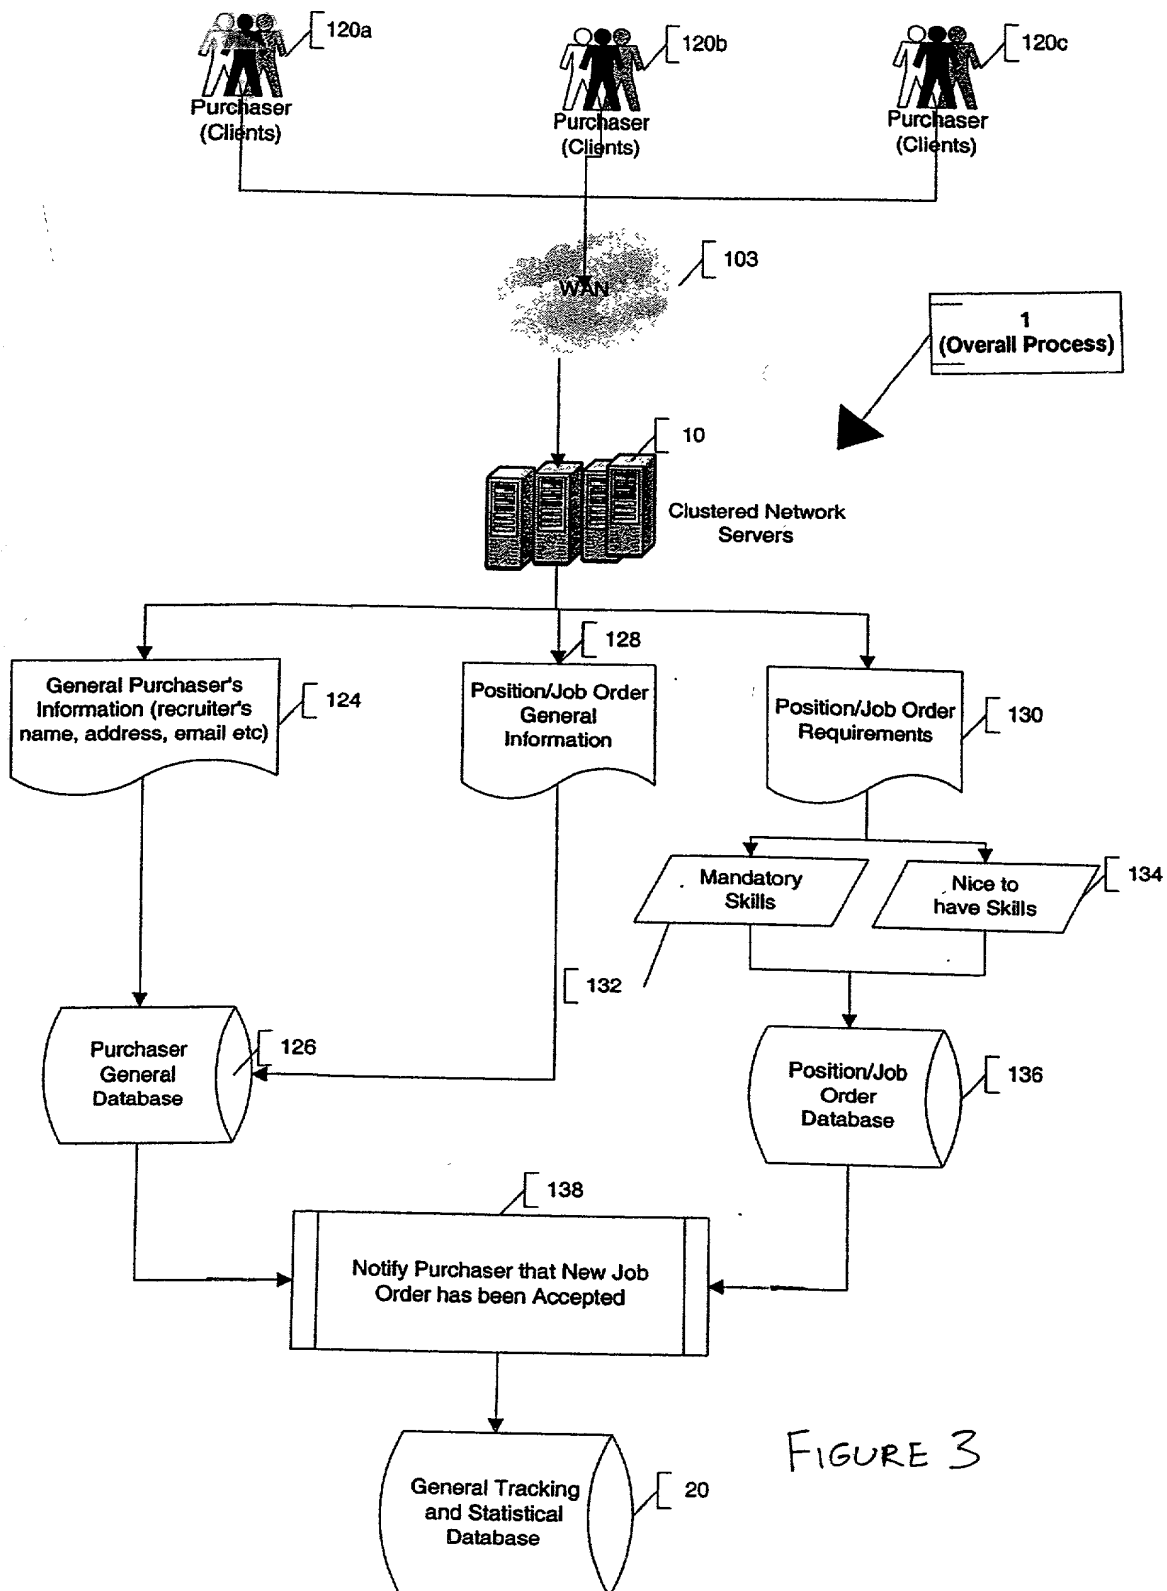 120a
120b
120c
Purchaser
(Clients)
Purchaser
(Clients)
Purchaser
(Clients)
103
WAN
1
(Overall Process)
10
Clustered Network
Servers
128
General Purchaser's
Information (recruiter's
name, address, email etc)
124
Position/Job Order
General
Information
Position/Job Order
Requirements
130
Mandatory
Skills
Nice to
have Skills
134
132
Purchaser
General
Database
126
Position/Job
Order
Database
136
138
Notify Purchaser that New Job
Order has been Accepted
FIGURE 3
General Tracking
and Statistical
Database
20